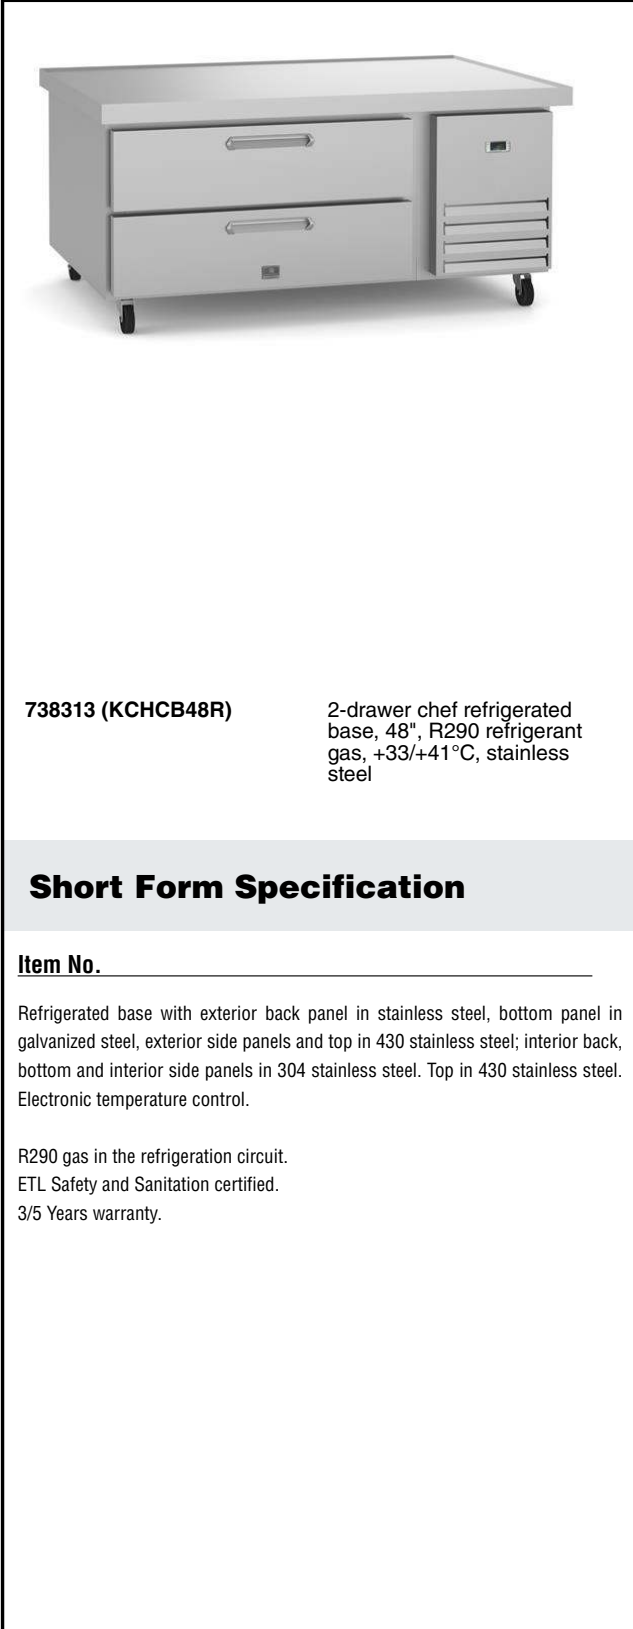 738313 (KCHCB48R)
2-drawer chef refrigerated
base, 48", R290 refrigerant
gas, +33/+41°C, stainless
steel
Short Form Specification
Item No.
Refrigerated base with exterior back panel in stainless steel, bottom panel in
galvanized steel, exterior side panels and top in 430 stainless steel; interior back,
bottom and interior side panels in 304 stainless steel. Top in 430 stainless steel.
Electronic temperature control.
R290 gas in the refrigeration circuit.
ETL Safety and Sanitation certified.
3/5 Years warranty.